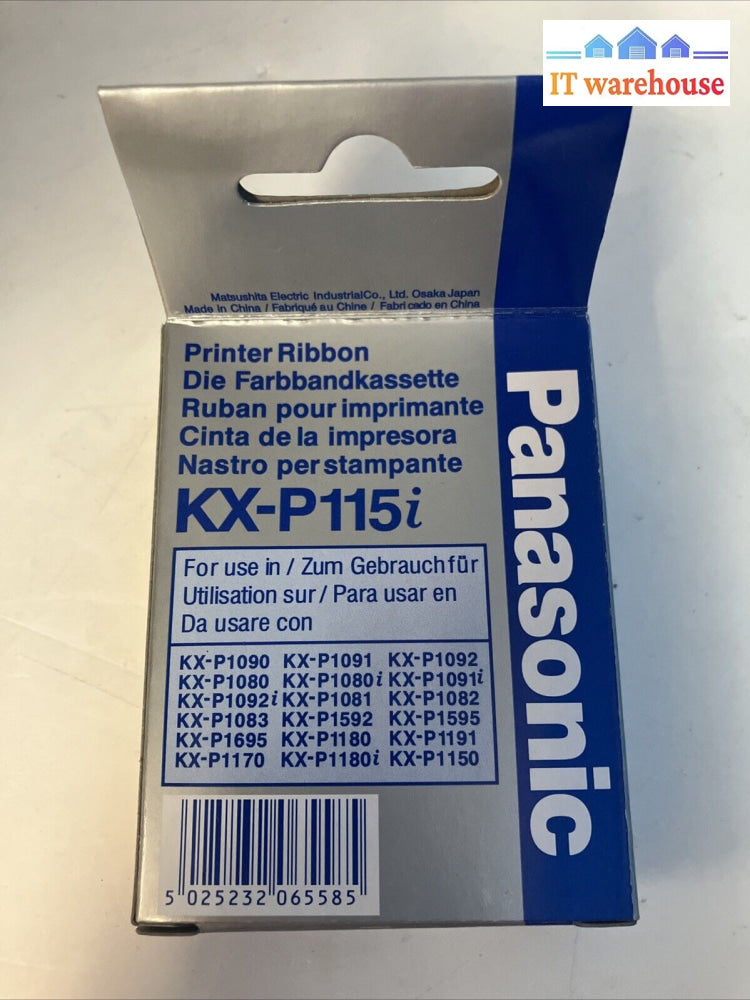 IT warehouse
Matsushita Electric IndustrialCo., Ltd. Osaka Japan
Made in China / Fabriqué au Chine / Fabricado en China
Printer Ribbon
Die Farbbandkassette
Ruban pour imprimante
Cinta de la impresora
Nastro per stampante
KX-P115i
For use in / Zum Gebrauch für
Utilisation sur / Para usar en
Da usare con
KX-P1090 KX-P1091 KX-P1092
KX-P1080 KX-P1080i KX-P1091i
KX-P1092i KX-P1081 KX-P1082
KX-P1083 KX-P1592 KX-P1595
KX-P1695 KX-P1180 KX-P1191
KX-P1170 KX-P1180i KX-P1150
Panasonic
5 025232 065585